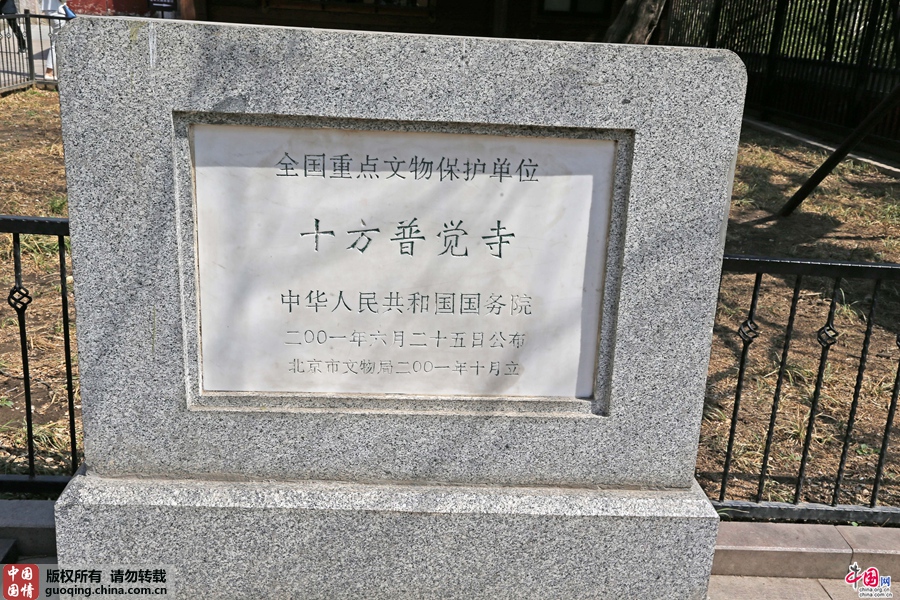 全国重点文物保护单位
十方普觉寺
中华人民共和国国务院
二〇〇一年六月二十五日公布
北京市文物局二〇〇一年十月立
中国国情
版权所有 请勿转载
guoqing.china.com.cn
中国网
china.org.cn
china.com.cn